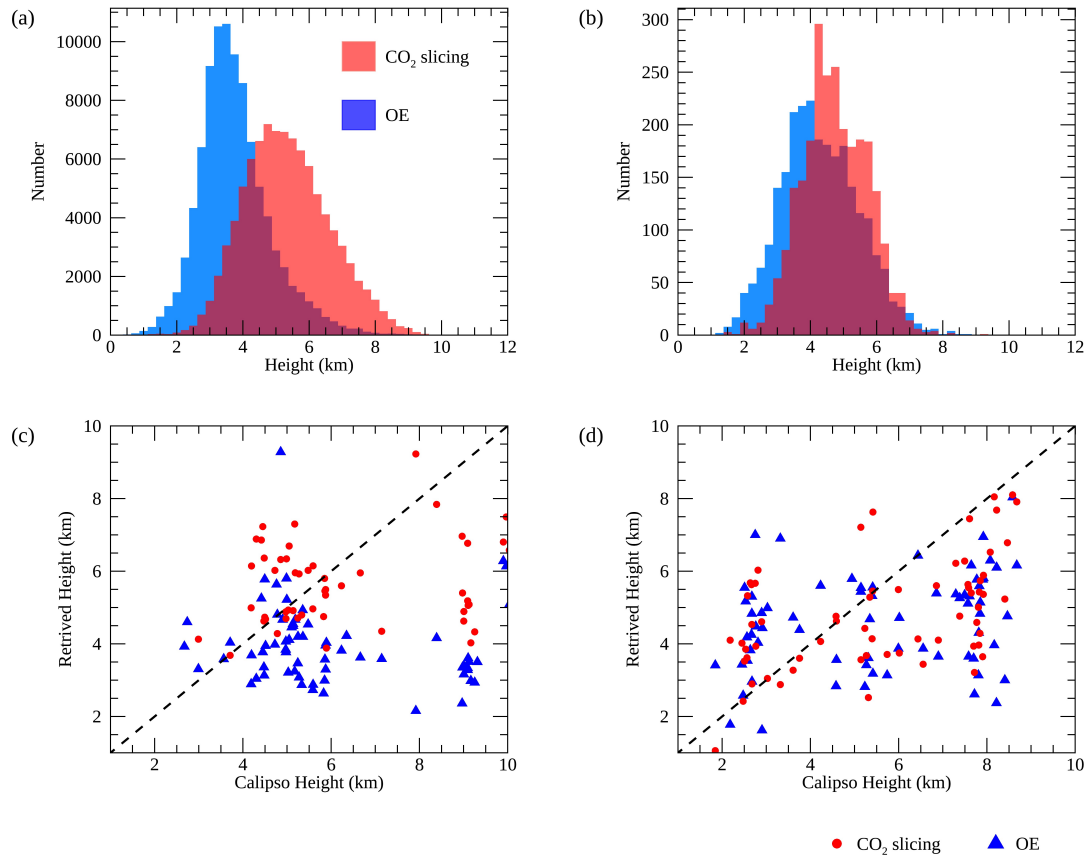 (a)
10000
8000
6000
4000
2000
0
Number
0 2 4 6 8 10 12
Height (km)
CO2 slicing
OE
(b)
300
250
200
150
100
50
0
Number
0 2 4 6 8 10 12
Height (km)
(c)
10
8
6
4
2
Retrived Height (km)
2 4 6 8 10
Calipso Height (km)
(d)
10
8
6
4
2
Retrived Height (km)
2 4 6 8 10
Calipso Height (km)
CO2 slicing OE